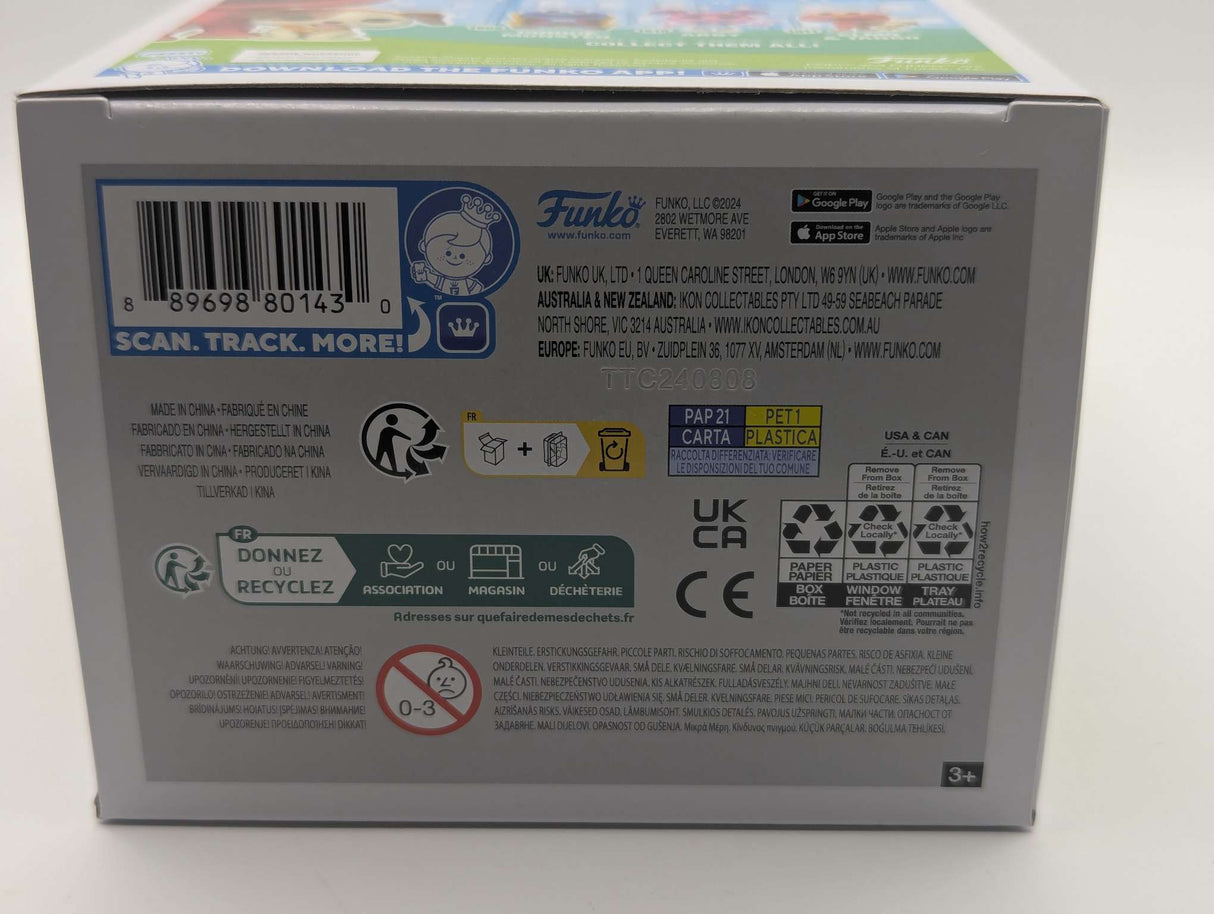 COLLECT THEM ALL!
DOWNLOAD THE FUNKO APP!
Funko
8 89698 80143 0
SCAN. TRACK. MORE!
TM
Funko
www.funko.com
FUNKO, LLC ©2024
2802 WETMORE AVE
EVERETT, WA 98201
GET IT ON
Google Play
Google Play and the Google Play
logo are trademarks of Google LLC.
Download on the
App Store
Apple Store and Apple logo are
trademarks of Apple Inc
UK: FUNKO UK, LTD • 1 QUEEN CAROLINE STREET, LONDON, W6 9YN (UK) • WWW.FUNKO.COM
AUSTRALIA & NEW ZEALAND: IKON COLLECTABLES PTY LTD 49-59 SEABEACH PARADE
NORTH SHORE, VIC 3214 AUSTRALIA • WWW.IKONCOLLECTABLES.COM.AU
EUROPE: FUNKO EU, BV • ZUIDPLEIN 36, 1077 XV, AMSTERDAM (NL) • WWW.FUNKO.COM
TTC240808
MADE IN CHINA • FABRIQUÉ EN CHINE
FABRICADO EN CHINA • HERGESTELLT IN CHINA
FABBRICATO IN CINA • FABRICADO NA CHINA
VERVAARDIGD IN CHINA • PRODUCERET I KINA
TILLVERKAD I KINA
FR
+
PAP 21 PET1
CARTA PLASTICA
RACCOLTA DIFFERENZIATA: VERIFICARE
LE DISPOSIZIONI DEL TUO COMUNE
USA & CAN
É.-U. et CAN
Remove
From Box
Retirez
de la boîte
Remove
From Box
Retirez
de la boîte
Check
Locally*
Check
Locally*
PAPER
PAPIER
BOX
BOÎTE
PLASTIC
PLASTIQUE
WINDOW
FENÊTRE
PLASTIC
PLASTIQUE
TRAY
PLATEAU
how2recycle.info
*Not recycled in all communities.
Vérifiez localement. Pourrait ne pas
être recyclable dans votre région.
UK
CA
CE
FR
DONNEZ
OU
RECYCLEZ
ASSOCIATION
OU
MAGASIN
OU
DÉCHÈTERIE
Adresses sur quefairedemesdechets.fr
ACHTUNG! AVVERTENZA! ATENÇÃO!
WAARSCHUWING! ADVARSEL! VARNING!
UPOZORNĚNÍ! UPOZORNENIE! FIGYELMEZTETÉS!
OPOZORILO! OSTRZEŻENIE! ADVARSEL! AVERTISMENT!
BRĪDINĀJUMS! HOIATUS! ĮSPĖJIMAS! ВНИМАНИЕ!
UPOZORENJE! ΠΡΟΕΙΔΟΠΟΙΗΣΗ! DIKKAT!
0-3
KLEINTEILE. ERSTICKUNGSGEFAHR. PICCOLE PARTI. RISCHIO DI SOFFOCAMENTO. PEQUENAS PARTES. RISCO DE ASFIXIA. KLEINE
ONDERDELEN. VERSTIKKINGSGEVAAR. SMÅ DELE. KVÆLNINGSFARE. SMÅ DELAR. KVÄVNINGSRISK. MALÉ ČÁSTI. NEBEZPEČÍ UDUŠENÍ.
MALÉ ČASTI. NEBEZPEČENSTVO UDUSENIA. KIS ALKATRÉSZEK. FULLADÁSVESZÉLY. MAJHNI DELI. NEVARNOST ZADUŠITVE. MAŁE
CZĘŚCI. NIEBEZPIECZEŃSTWO UDŁAWIENIA SIĘ. SMÅ DELER. KVELNINGSFARE. PIESE MICI. PERICOL DE SUFOCARE. SĪKAS DETAĻAS.
AIZRĪŠANĀS RISKS. VÄIKESED OSAD. LÄMBUMISOHT. SMULKIOS DETALĖS. PAVOJUS UŽSPRINGTI. МАЛКИ ЧАСТИ. ОПАСНОСТ ОТ
ЗАДАВЯНЕ. MALI DIJELOVI. OPASNOST OD GUŠENJA. Μικρά Μέρη. Κίνδυνος πνιγμού. KÜÇÜK PARÇALAR. BOĞULMA TEHLİKESİ.
3+